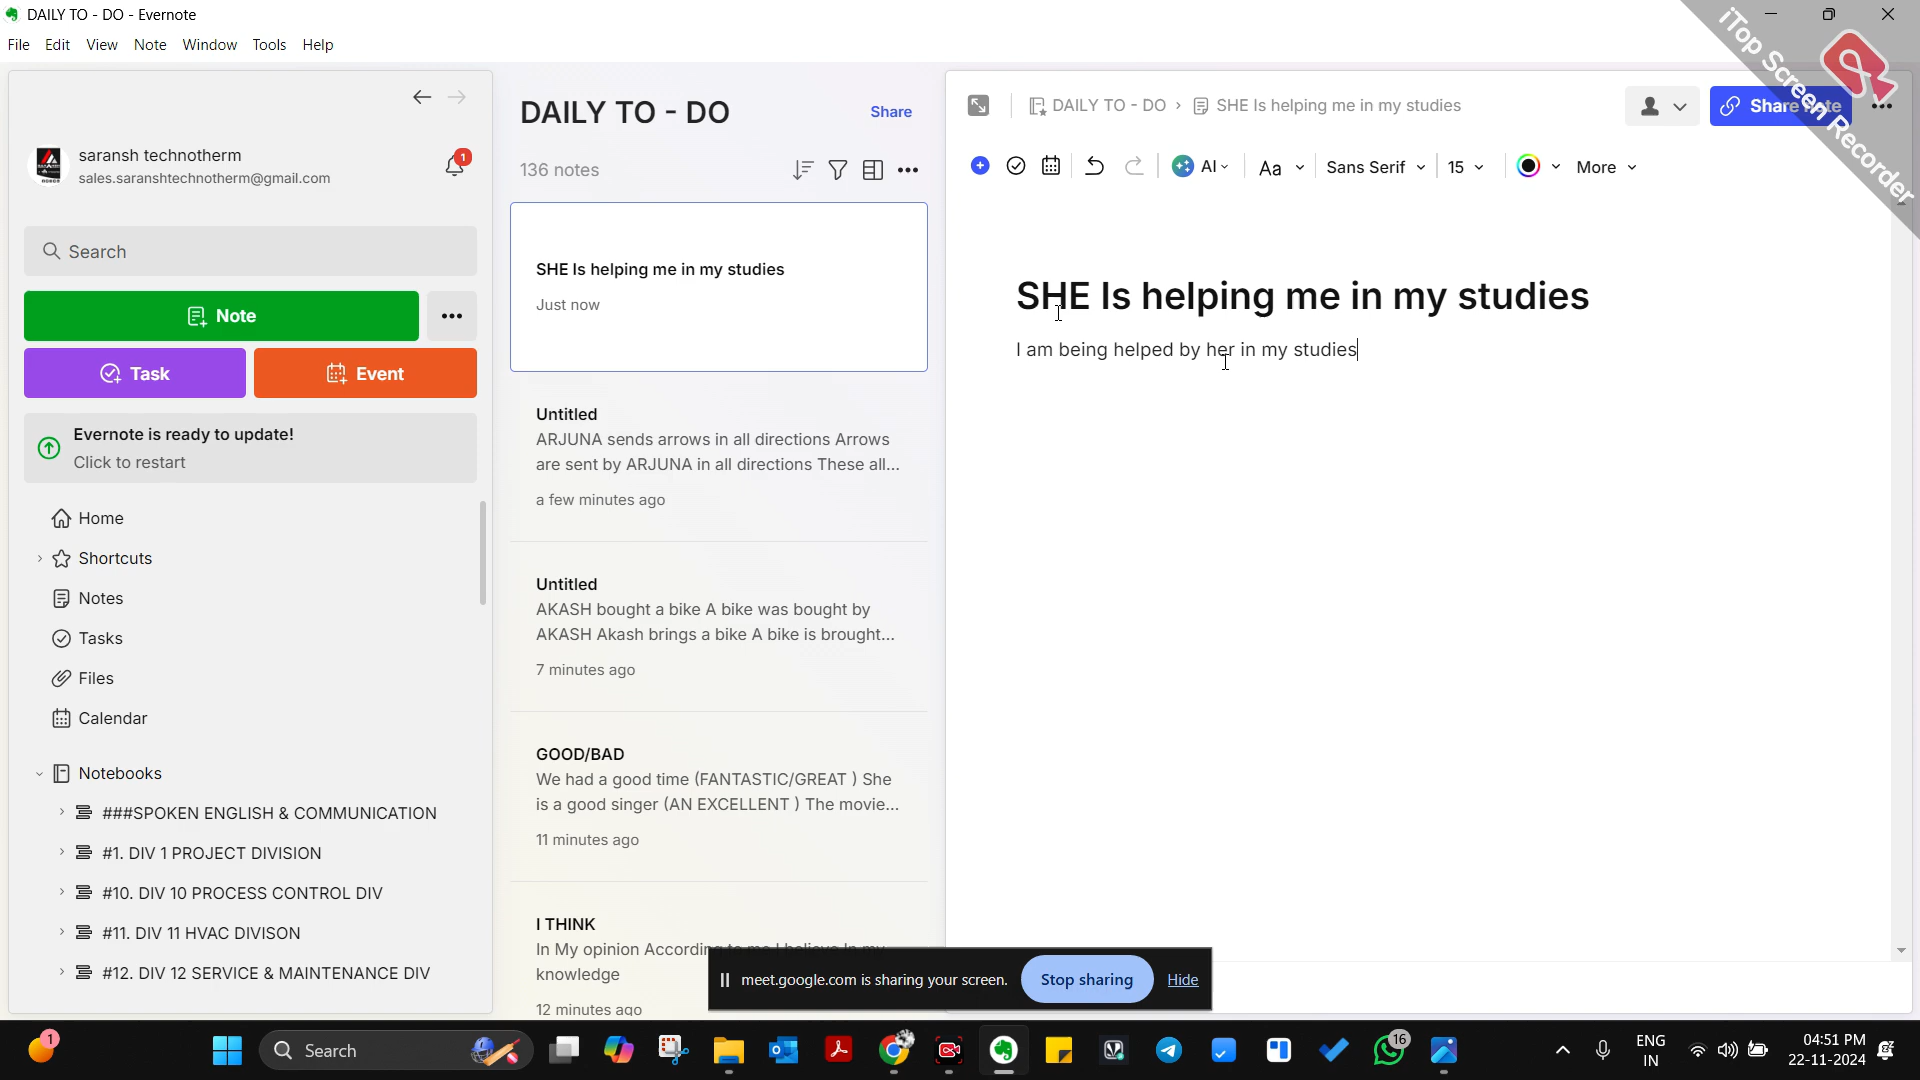 DAILY TO - DO - Evernote
File Edit View Note Window Tools Help
saransh technotherm
sales.saranshtechnotherm@gmail.com
1
Search
Note
Task
Event
Evernote is ready to update!
Click to restart
Home
Shortcuts
Notes
Tasks
Files
Calendar
Notebooks
###SPOKEN ENGLISH & COMMUNICATION
#1. DIV 1 PROJECT DIVISION
#10. DIV 10 PROCESS CONTROL DIV
#11. DIV 11 HVAC DIVISON
#12. DIV 12 SERVICE & MAINTENANCE DIV
DAILY TO - DO
Share
136 notes
SHE Is helping me in my studies
Just now
Untitled
ARJUNA sends arrows in all directions Arrows
are sent by ARJUNA in all directions These all...
a few minutes ago
Untitled
AKASH bought a bike A bike was bought by
AKASH Akash brings a bike A bike is brought...
7 minutes ago
GOOD/BAD
We had a good time (FANTASTIC/GREAT ) She
is a good singer (AN EXCELLENT ) The movie...
11 minutes ago
I THINK
In My opinion According to me I believe In my
knowledge
12 minutes ago
DAILY TO - DO › SHE Is helping me in my studies
Share note
AI Aa Sans Serif 15 More
SHE Is helping me in my studies
I am being helped by her in my studies
iTop Screen Recorder
meet.google.com is sharing your screen.
Stop sharing
Hide
1
Search
16
ENG
IN
04:51 PM
22-11-2024